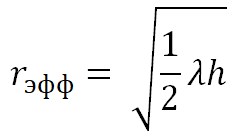 r_эфф = √(1/2 λh)